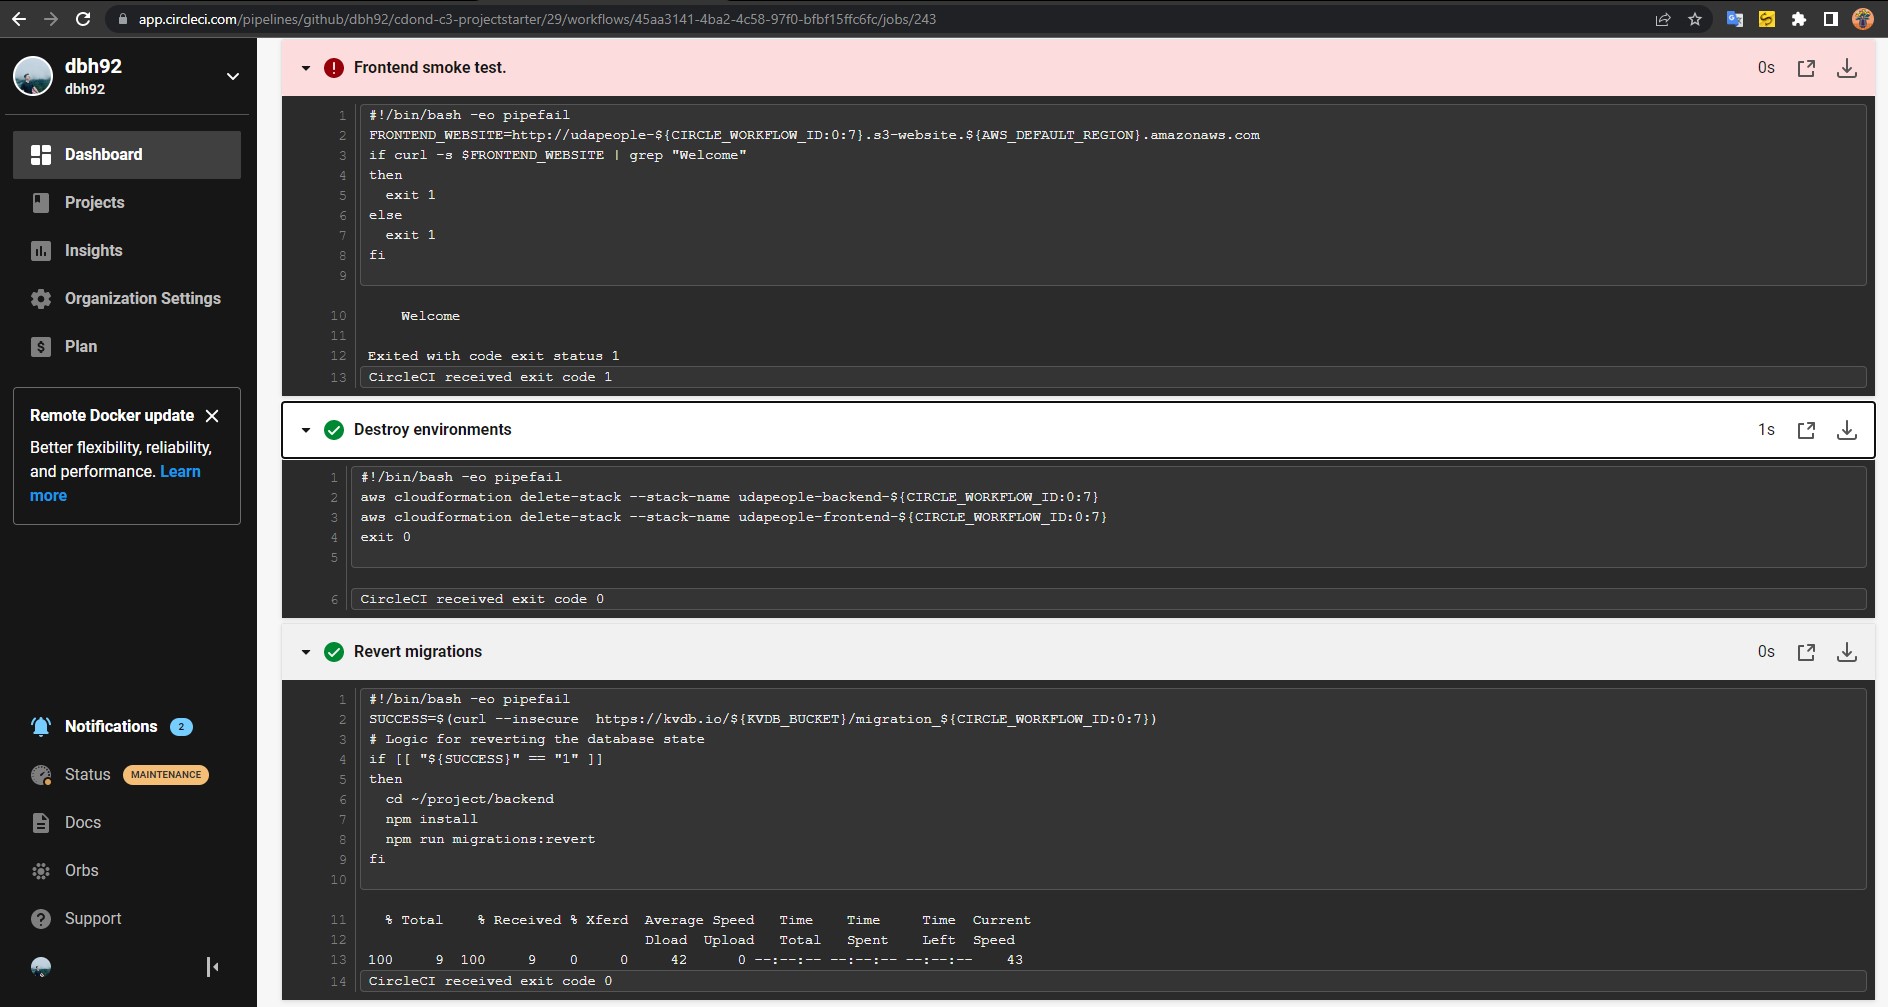 app.circleci.com/pipelines/github/dbh92/cdond-c3-projectstarter/29/workflows/45aa3141-4ba2-4c58-97f0-bfbf15ffc6fc/jobs/243
dbh92
dbh92
Dashboard
Projects
Insights
Organization Settings
Plan
Remote Docker update
Better flexibility, reliability,
and performance. Learn
more
Notifications 2
Status MAINTENANCE
Docs
Orbs
Support
Frontend smoke test. 0s
1 #!/bin/bash -eo pipefail
2 FRONTEND_WEBSITE=http://udapeople-${CIRCLE_WORKFLOW_ID:0:7}.s3-website.${AWS_DEFAULT_REGION}.amazonaws.com
3 if curl -s $FRONTEND_WEBSITE | grep "Welcome"
4 then
5   exit 1
6 else
7   exit 1
8 fi
9
10     Welcome
11
12 Exited with code exit status 1
13 CircleCI received exit code 1
Destroy environments 1s
1 #!/bin/bash -eo pipefail
2 aws cloudformation delete-stack --stack-name udapeople-backend-${CIRCLE_WORKFLOW_ID:0:7}
3 aws cloudformation delete-stack --stack-name udapeople-frontend-${CIRCLE_WORKFLOW_ID:0:7}
4 exit 0
5
6 CircleCI received exit code 0
Revert migrations 0s
1 #!/bin/bash -eo pipefail
2 SUCCESS=$(curl --insecure  https://kvdb.io/${KVDB_BUCKET}/migration_${CIRCLE_WORKFLOW_ID:0:7})
3 # Logic for reverting the database state
4 if [[ "${SUCCESS}" == "1" ]]
5 then
6   cd ~/project/backend
7   npm install
8   npm run migrations:revert
9 fi
10
11   % Total    % Received % Xferd  Average Speed   Time    Time     Time  Current
12                                  Dload  Upload   Total   Spent    Left  Speed
13 100     9  100     9    0     0     42      0 --:--:-- --:--:-- --:--:--    43
14 CircleCI received exit code 0